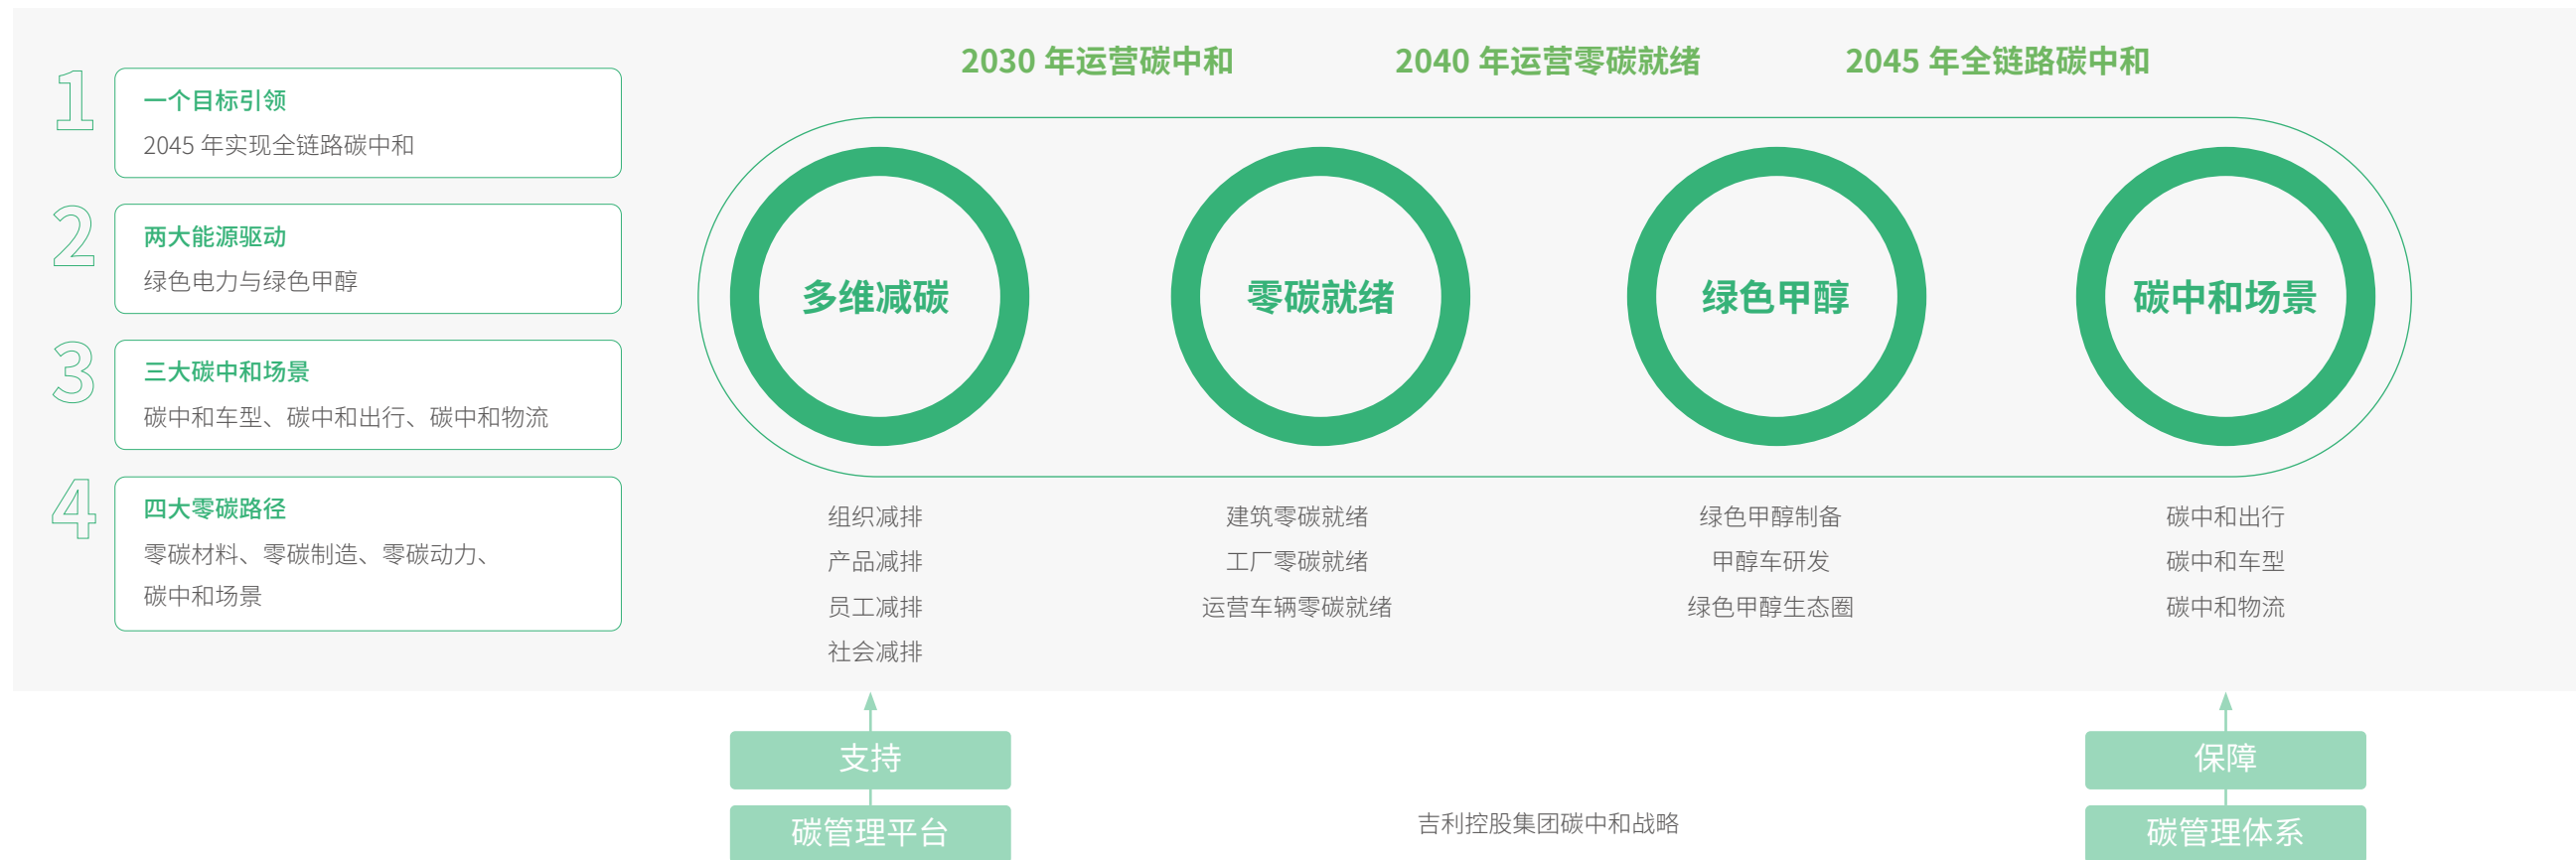 1
一个目标引领
2045 年实现全链路碳中和
2
两大能源驱动
绿色电力与绿色甲醇
3
三大碳中和场景
碳中和车型、碳中和出行、碳中和物流
4
四大零碳路径
零碳材料、零碳制造、零碳动力、
碳中和场景
2030 年运营碳中和
2040 年运营零碳就绪
2045 年全链路碳中和
多维减碳
组织减排
产品减排
员工减排
社会减排
零碳就绪
建筑零碳就绪
工厂零碳就绪
运营车辆零碳就绪
绿色甲醇
绿色甲醇制备
甲醇车研发
绿色甲醇生态圈
碳中和场景
碳中和出行
碳中和车型
碳中和物流
支持
碳管理平台
吉利控股集团碳中和战略
保障
碳管理体系